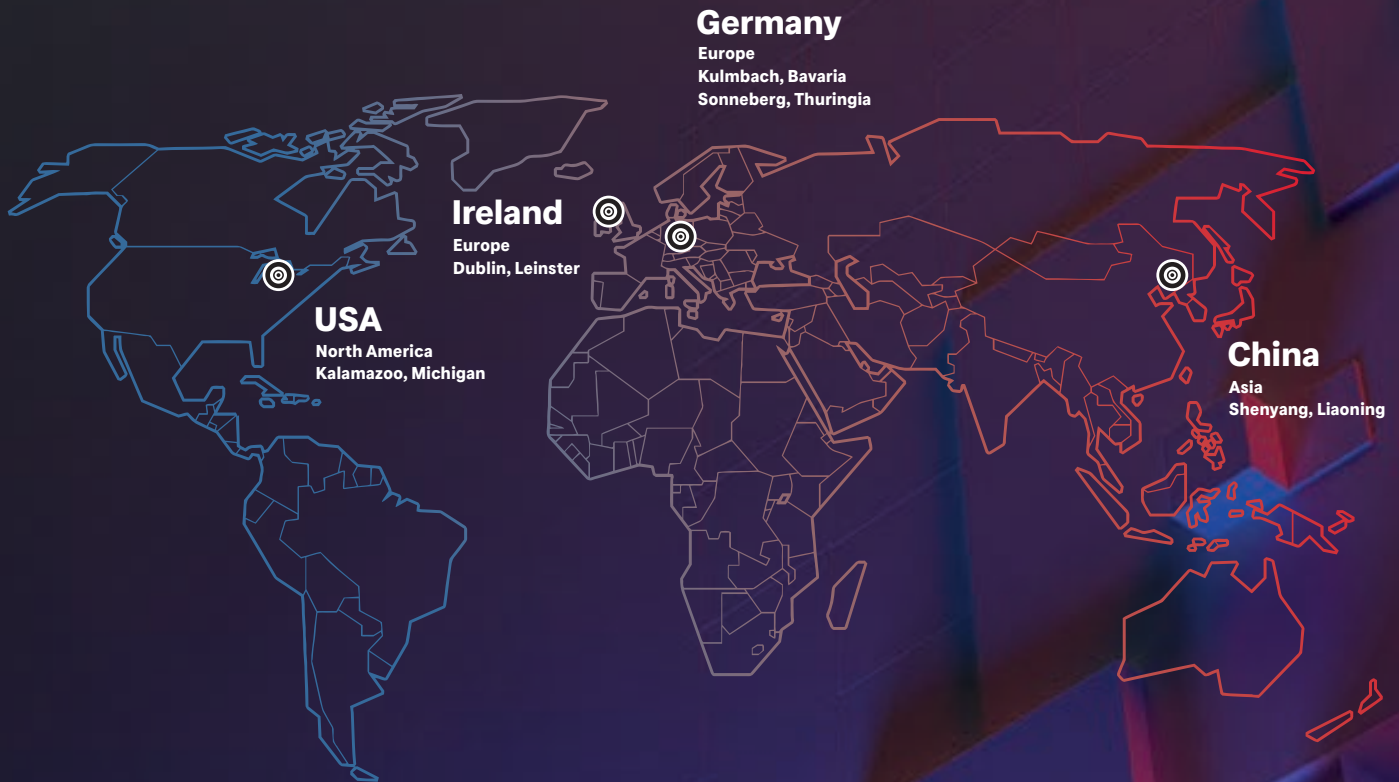 Germany
Europe
Kulmbach, Bavaria
Sonneberg, Thuringia
Ireland
Europe
Dublin, Leinster
USA
North America
Kalamazoo, Michigan
China
Asia
Shenyang, Liaoning